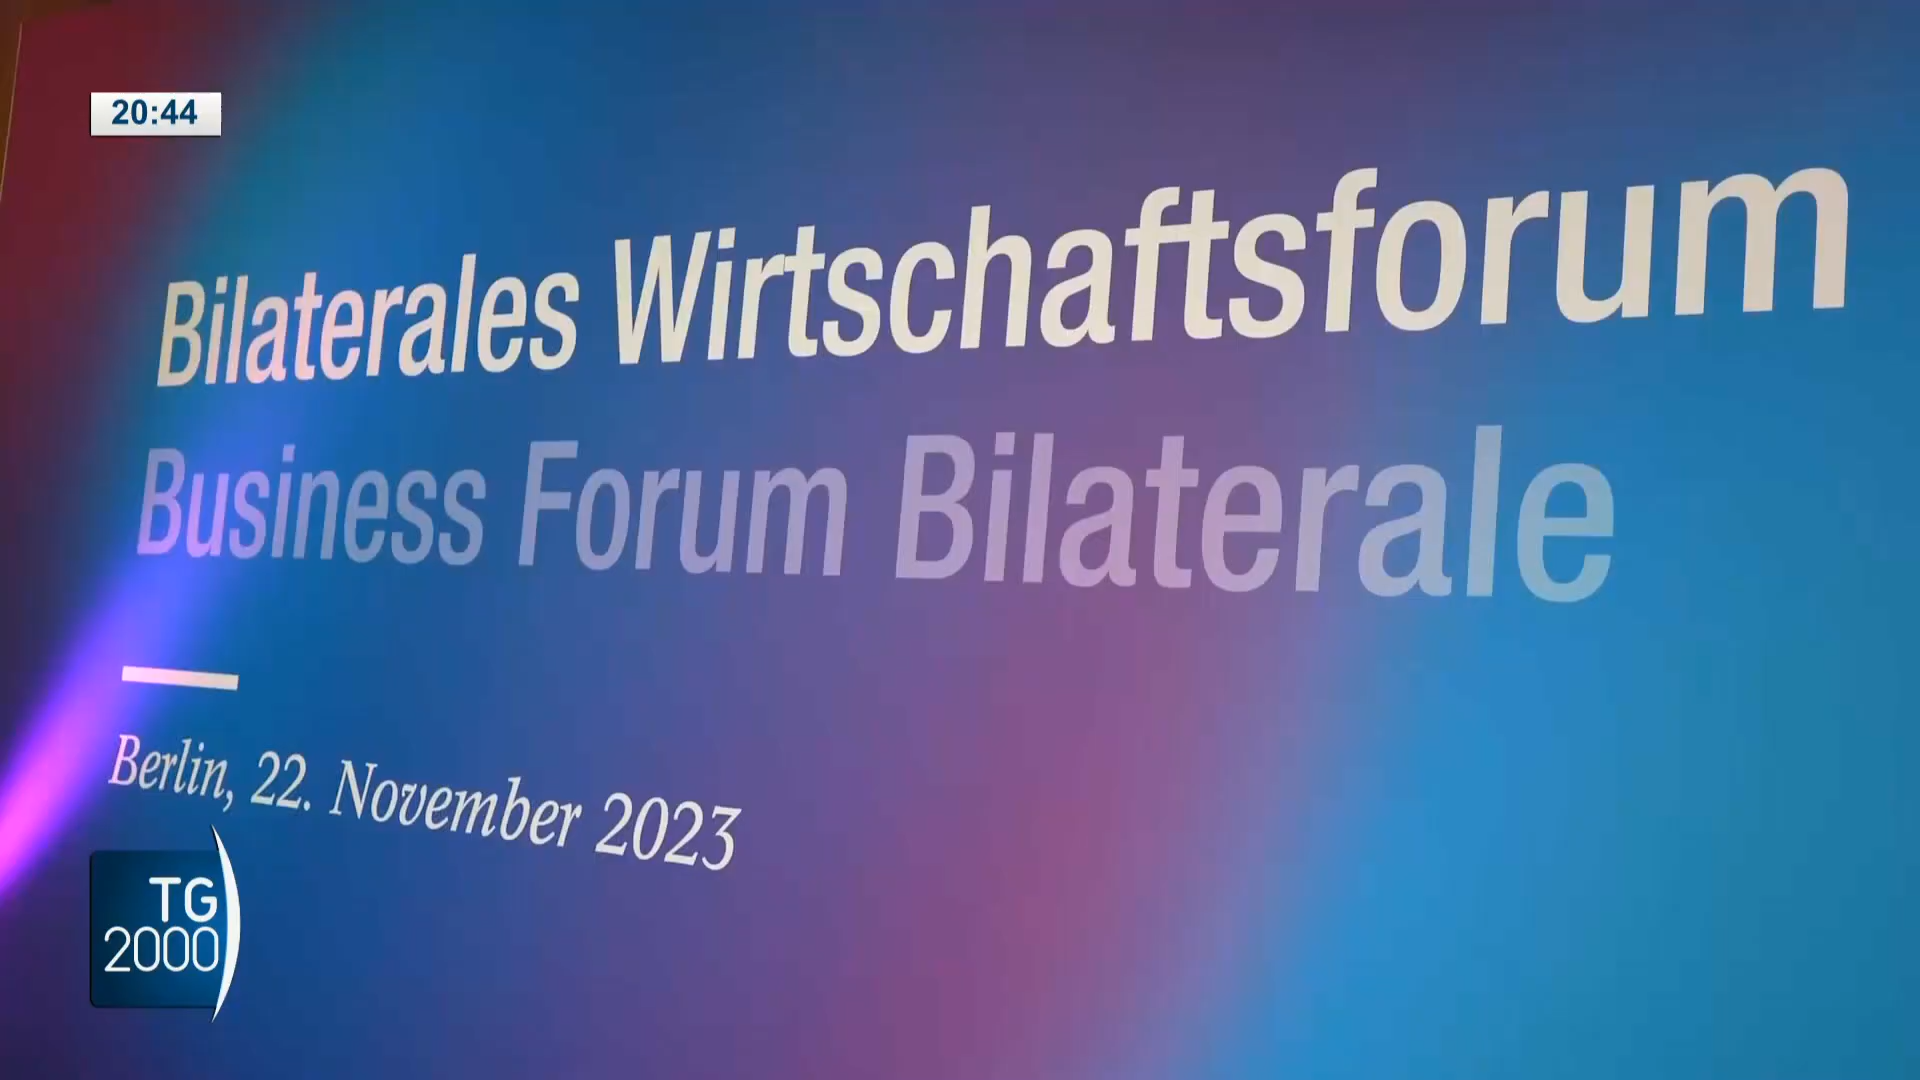 20:44
Bilaterales Wirtschaftsforum
Business Forum Bilaterale
Berlin, 22. November 2023
TG
2000